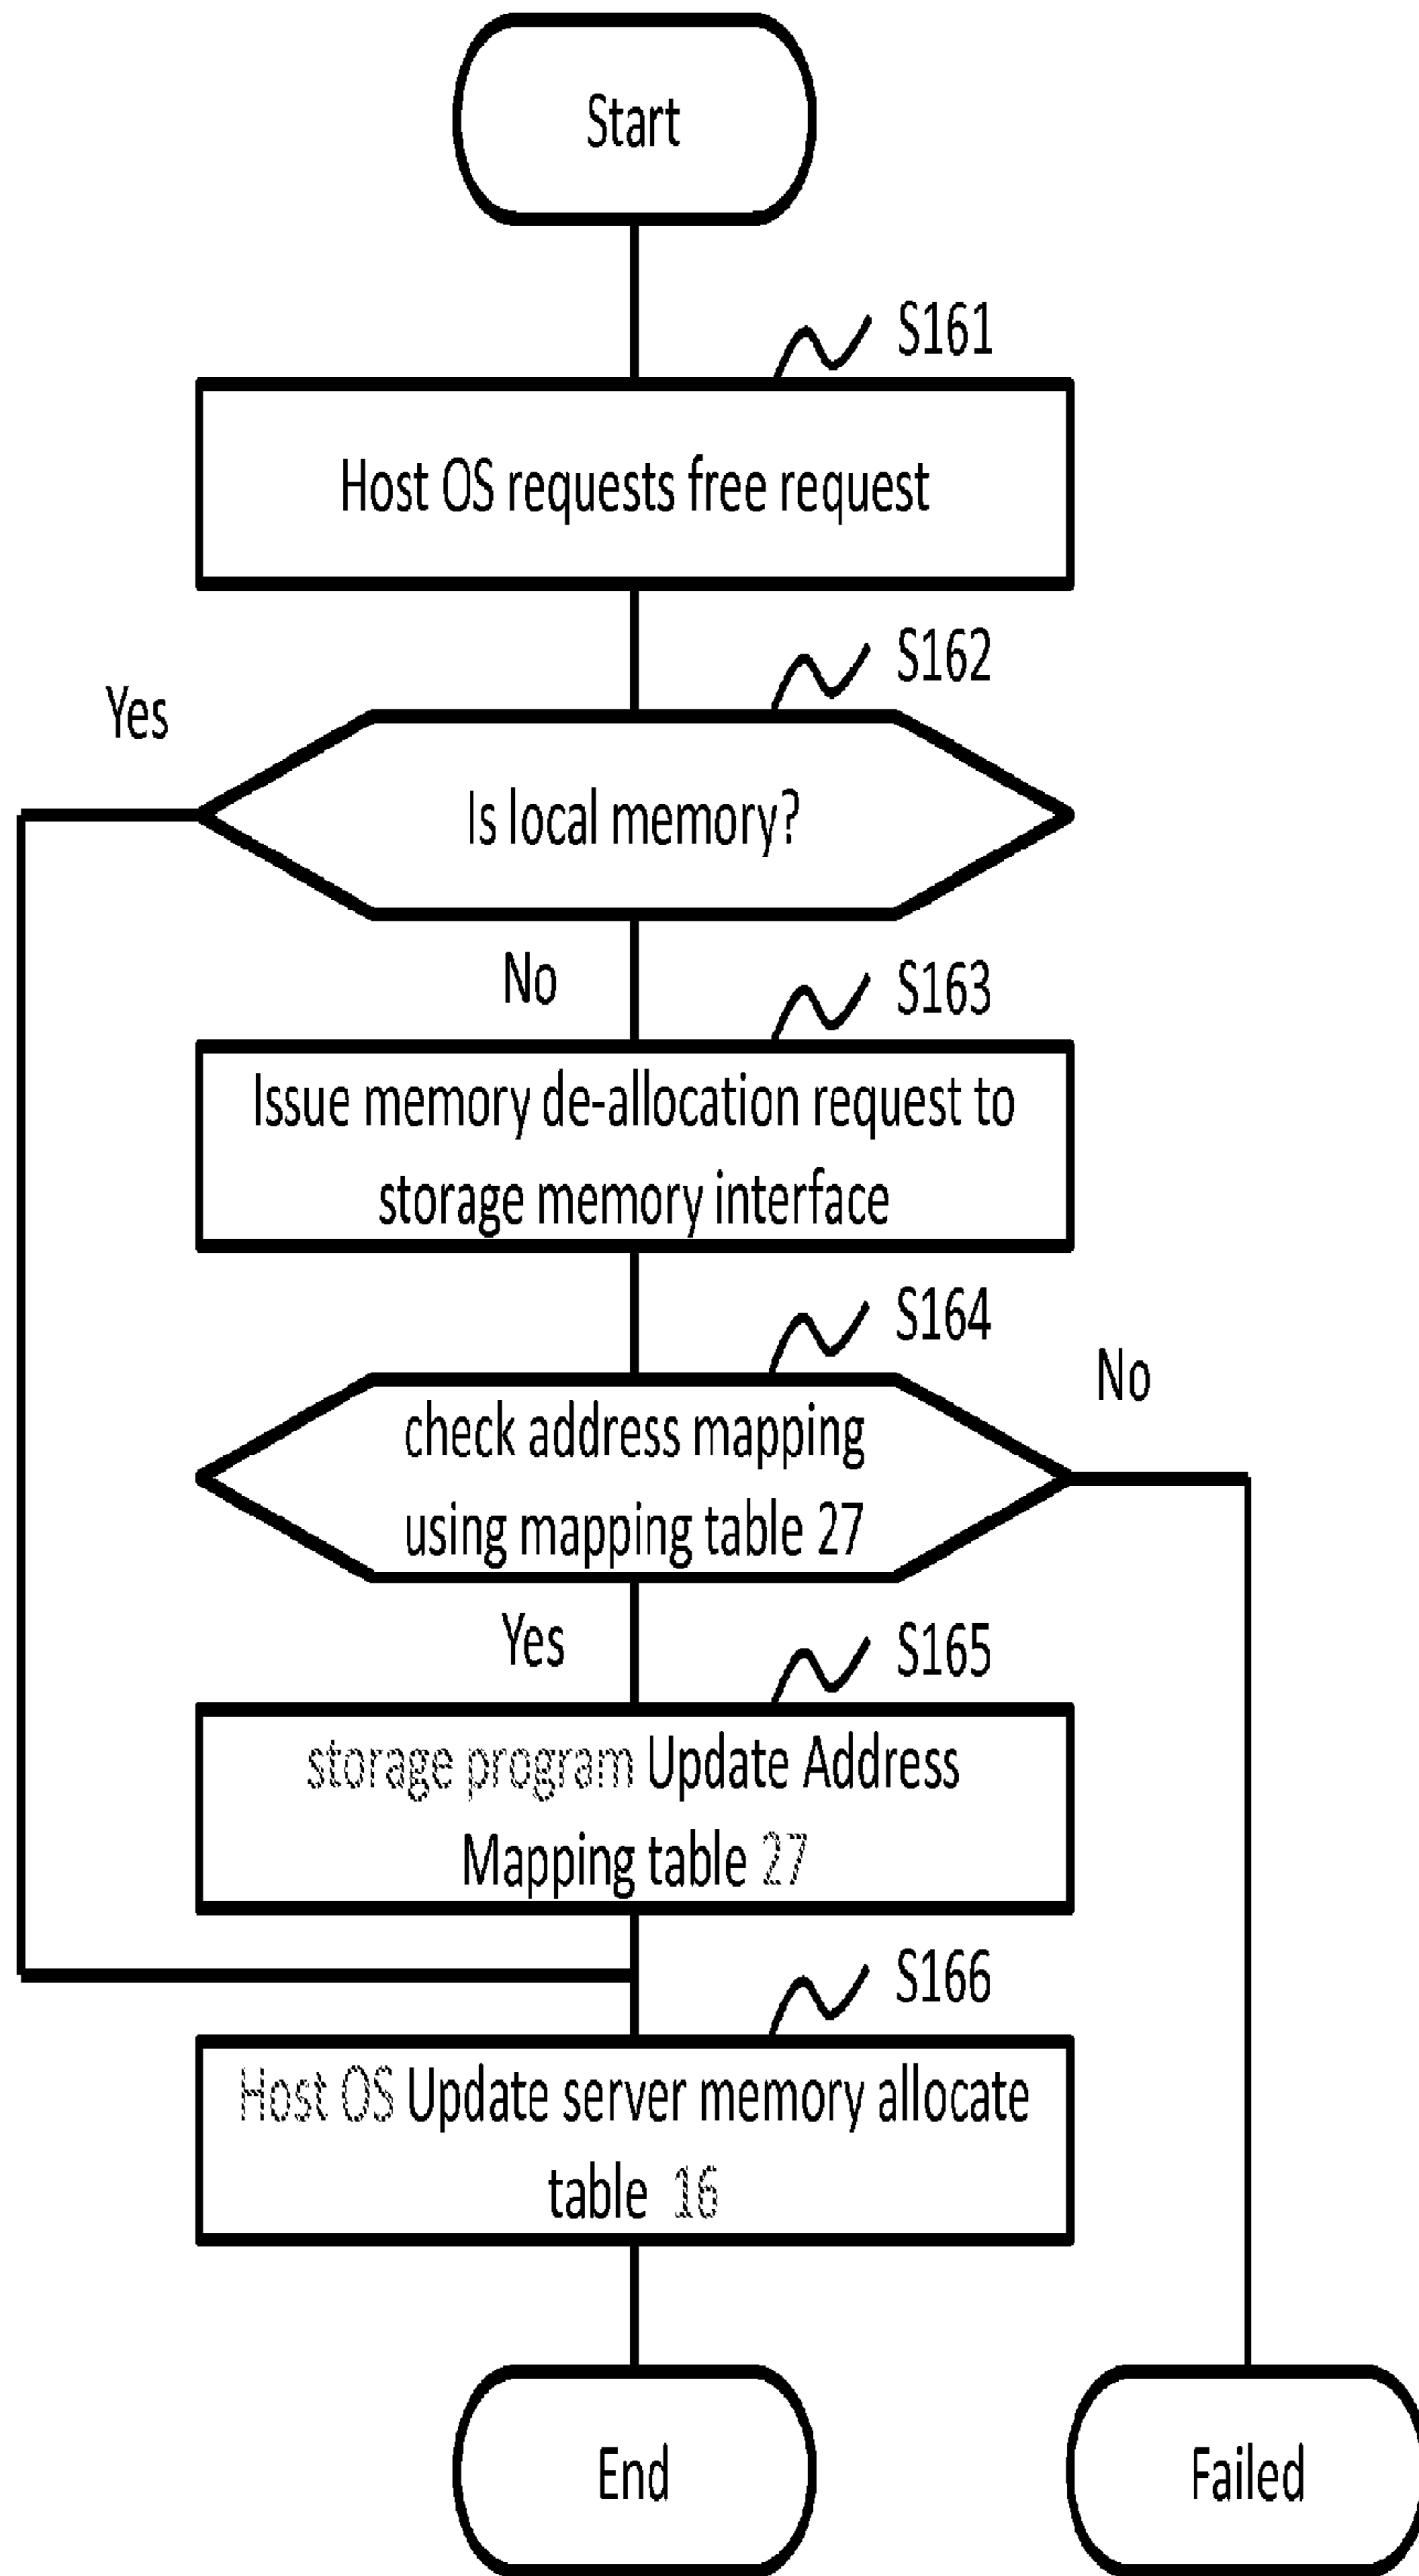 Start
S161
Host OS requests free request
S162
Yes
Is local memory?
No
S163
Issue memory de-allocation request to
storage memory interface
S164
No
check address mapping
using mapping table 27
Yes
S165
storage program Update Address
Mapping table 27
S166
Host OS Update server memory allocate
table 16
End
Failed